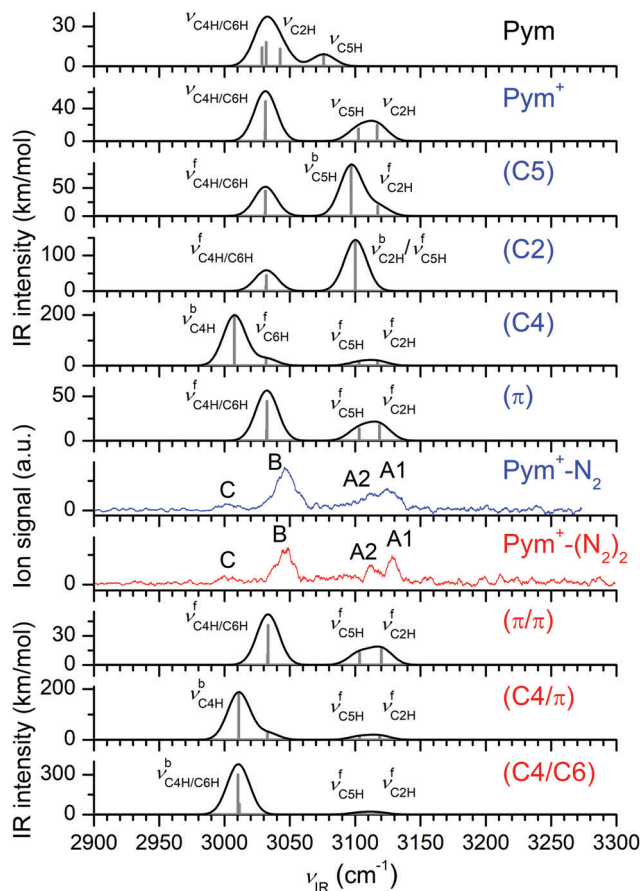 30
0
ν_C4H/C6H
ν_C2H
ν_C5H
Pym
40
0
ν_C4H/C6H
ν_C5H
ν_C2H
Pym⁺
50
0
ν^f_C4H/C6H
ν^b_C5H
ν^f_C2H
(C5)
100
0
ν^f_C4H/C6H
ν^b_C2H/ν^f_C5H
(C2)
200
0
ν^b_C4H
ν^f_C6H
ν^f_C5H
ν^f_C2H
(C4)
50
0
ν^f_C4H/C6H
ν^f_C5H
ν^f_C2H
(π)
IR intensity (km/mol)
0
C
B
A2
A1
Pym⁺-N₂
0
C
B
A2
A1
Pym⁺-(N₂)₂
Ion signal (a.u.)
30
0
ν^f_C4H/C6H
ν^f_C5H
ν^f_C2H
(π/π)
200
0
ν^b_C4H
ν^f_C5H
ν^f_C2H
(C4/π)
300
0
ν^b_C4H/C6H
ν^f_C5H
ν^f_C2H
(C4/C6)
IR intensity (km/mol)
2900 2950 3000 3050 3100 3150 3200 3250 3300
ν_IR (cm⁻¹)